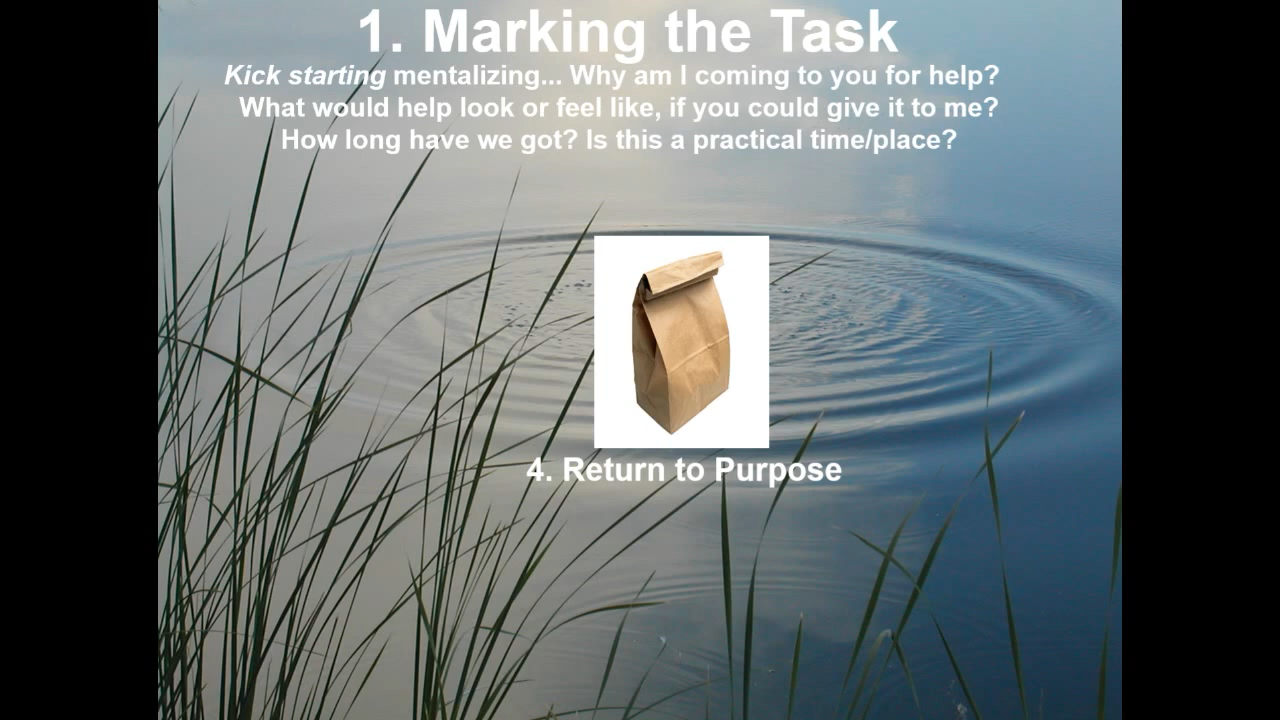 1. Marking the Task
Kick starting mentalizing... Why am I coming to you for help?
What would help look or feel like, if you could give it to me?
How long have we got? Is this a practical time/place?
4. Return to Purpose